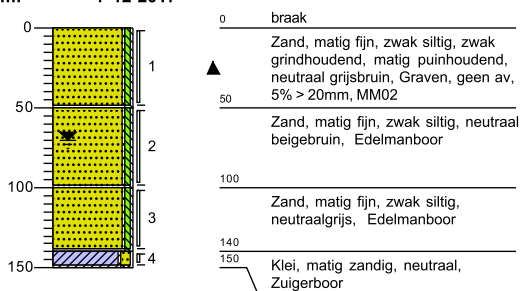 0
50
100
150
1
2
3
4
0 braak
Zand, matig fijn, zwak siltig, zwak
grindhoudend, matig puinhoudend,
neutraal grijsbruin, Graven, geen av,
5% > 20mm, MM02
50
Zand, matig fijn, zwak siltig, neutraal
beigebruin, Edelmanboor
100
Zand, matig fijn, zwak siltig,
neutraalgrijs, Edelmanboor
140
150
Klei, matig zandig, neutraal,
Zuigerboor